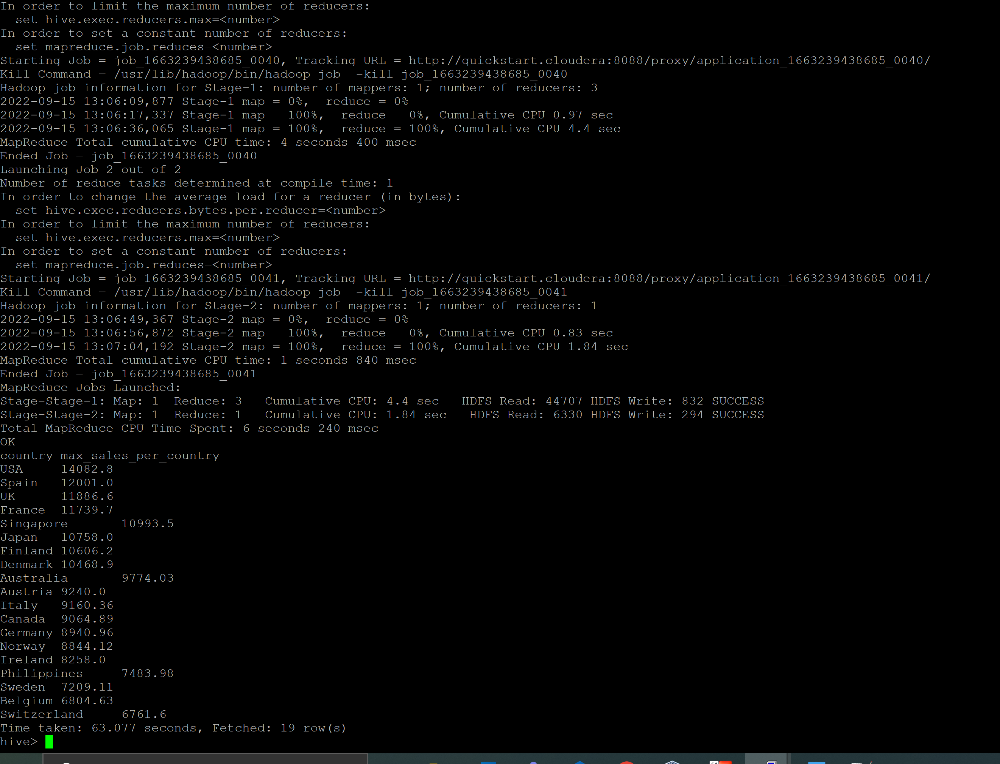 In order to limit the maximum number of reducers:
  set hive.exec.reducers.max=<number>
In order to set a constant number of reducers:
  set mapreduce.job.reduces=<number>
Starting Job = job_1663239438685_0040, Tracking URL = http://quickstart.cloudera:8088/proxy/application_1663239438685_0040/
Kill Command = /usr/lib/hadoop/bin/hadoop job  -kill job_1663239438685_0040
Hadoop job information for Stage-1: number of mappers: 1; number of reducers: 3
2022-09-15 13:06:09,877 Stage-1 map = 0%,  reduce = 0%
2022-09-15 13:06:17,337 Stage-1 map = 100%,  reduce = 0%, Cumulative CPU 0.97 sec
2022-09-15 13:06:36,065 Stage-1 map = 100%,  reduce = 100%, Cumulative CPU 4.4 sec
MapReduce Total cumulative CPU time: 4 seconds 400 msec
Ended Job = job_1663239438685_0040
Launching Job 2 out of 2
Number of reduce tasks determined at compile time: 1
In order to change the average load for a reducer (in bytes):
  set hive.exec.reducers.bytes.per.reducer=<number>
In order to limit the maximum number of reducers:
  set hive.exec.reducers.max=<number>
In order to set a constant number of reducers:
  set mapreduce.job.reduces=<number>
Starting Job = job_1663239438685_0041, Tracking URL = http://quickstart.cloudera:8088/proxy/application_1663239438685_0041/
Kill Command = /usr/lib/hadoop/bin/hadoop job  -kill job_1663239438685_0041
Hadoop job information for Stage-2: number of mappers: 1; number of reducers: 1
2022-09-15 13:06:49,367 Stage-2 map = 0%,  reduce = 0%
2022-09-15 13:06:56,872 Stage-2 map = 100%,  reduce = 0%, Cumulative CPU 0.83 sec
2022-09-15 13:07:04,192 Stage-2 map = 100%,  reduce = 100%, Cumulative CPU 1.84 sec
MapReduce Total cumulative CPU time: 1 seconds 840 msec
Ended Job = job_1663239438685_0041
MapReduce Jobs Launched:
Stage-Stage-1: Map: 1  Reduce: 3   Cumulative CPU: 4.4 sec   HDFS Read: 44707 HDFS Write: 832 SUCCESS
Stage-Stage-2: Map: 1  Reduce: 1   Cumulative CPU: 1.84 sec   HDFS Read: 6330 HDFS Write: 294 SUCCESS
Total MapReduce CPU Time Spent: 6 seconds 240 msec
OK
country max_sales_per_country
USA     14082.8
Spain   12001.0
UK      11886.6
France  11739.7
Singapore       10993.5
Japan   10758.0
Finland 10606.2
Denmark 10468.9
Australia       9774.03
Austria 9240.0
Italy   9160.36
Canada  9064.89
Germany 8940.96
Norway  8844.12
Ireland 8258.0
Philippines     7483.98
Sweden  7209.11
Belgium 6804.63
Switzerland     6761.6
Time taken: 63.077 seconds, Fetched: 19 row(s)
hive>